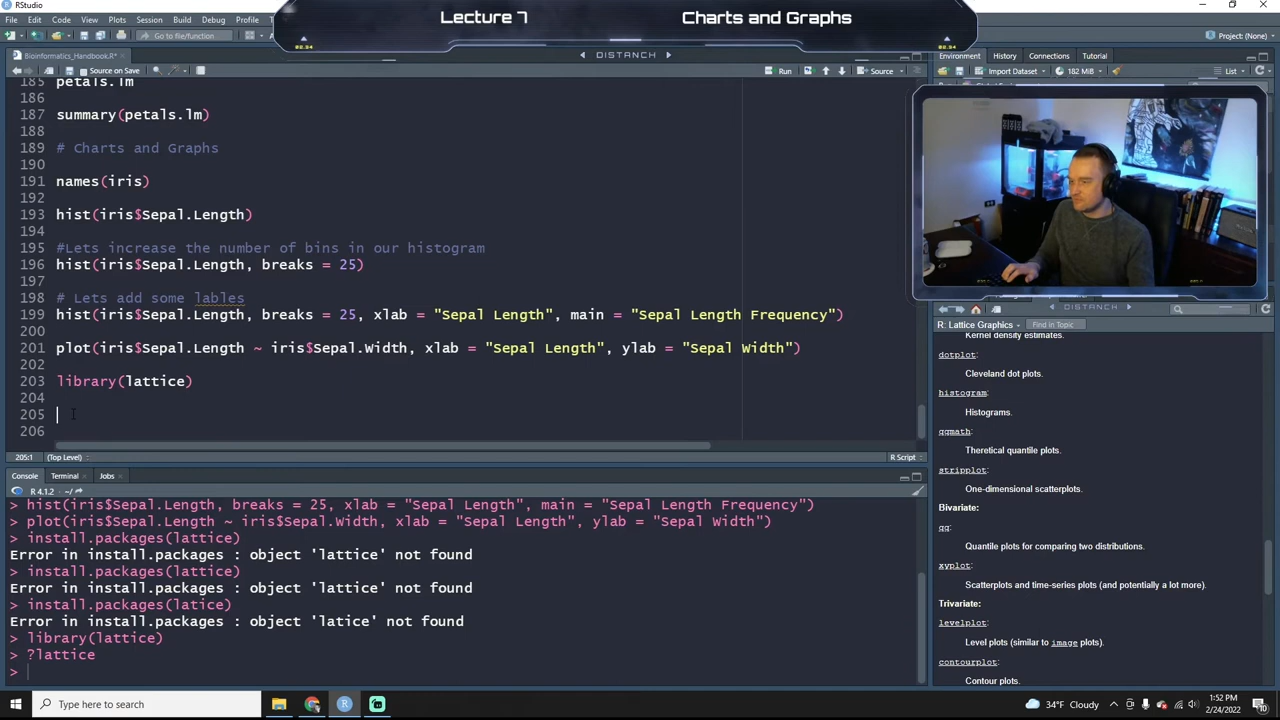 RStudio
Lecture 7
Charts and Graphs
File Edit Code View Plots Session Build Debug Profile
02.94
02.94
Go to file/function
Project: (None)
Bioinformatics_Handbook.R*
DISTANCH
Environment History Connections Tutorial
Source on Save
Run
Source
Import Dataset
182 MiB
List
185 petals.lm
186
187 summary(petals.lm)
188
189 # Charts and Graphs
190
191 names(iris)
192
193 hist(iris$Sepal.Length)
194
195 #Lets increase the number of bins in our histogram
196 hist(iris$Sepal.Length, breaks = 25)
197
198 # Lets add some lables
199 hist(iris$Sepal.Length, breaks = 25, xlab = "Sepal Length", main = "Sepal Length Frequency")
200
201 plot(iris$Sepal.Length ~ iris$Sepal.Width, xlab = "Sepal Length", ylab = "Sepal Width")
202
203 library(lattice)
204
205
206
205:1 (Top Level)
R Script
Console Terminal Jobs
R 4.1.2 · ~/
> hist(iris$Sepal.Length, breaks = 25, xlab = "Sepal Length", main = "Sepal Length Frequency")
> plot(iris$Sepal.Length ~ iris$Sepal.Width, xlab = "Sepal Length", ylab = "Sepal Width")
> install.packages(lattice)
Error in install.packages : object 'lattice' not found
> install.packages(lattice)
Error in install.packages : object 'lattice' not found
> install.packages(latice)
Error in install.packages : object 'latice' not found
> library(lattice)
> ?lattice
>
DISTANCH
R: Lattice Graphics
Find in Topic
Kernel density estimates.
dotplot:
Cleveland dot plots.
histogram:
Histograms.
qqmath:
Theretical quantile plots.
stripplot:
One-dimensional scatterplots.
Bivariate:
qq:
Quantile plots for comparing two distributions.
xyplot:
Scatterplots and time-series plots (and potentially a lot more).
Trivariate:
levelplot:
Level plots (similar to image plots).
contourplot:
Contour plots.
Type here to search
34°F Cloudy
1:52 PM
2/24/2022